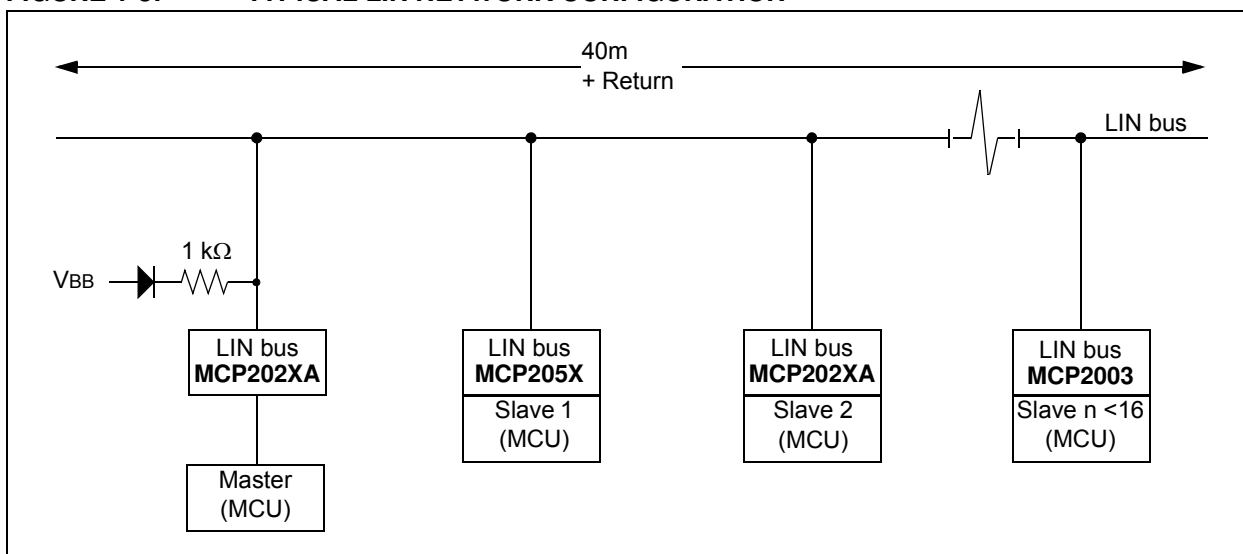 40m
+ Return
LIN bus
1 kΩ
VBB
LIN bus
MCP202XA
Master
(MCU)
LIN bus
MCP205X
Slave 1
(MCU)
LIN bus
MCP202XA
Slave 2
(MCU)
LIN bus
MCP2003
Slave n <16
(MCU)